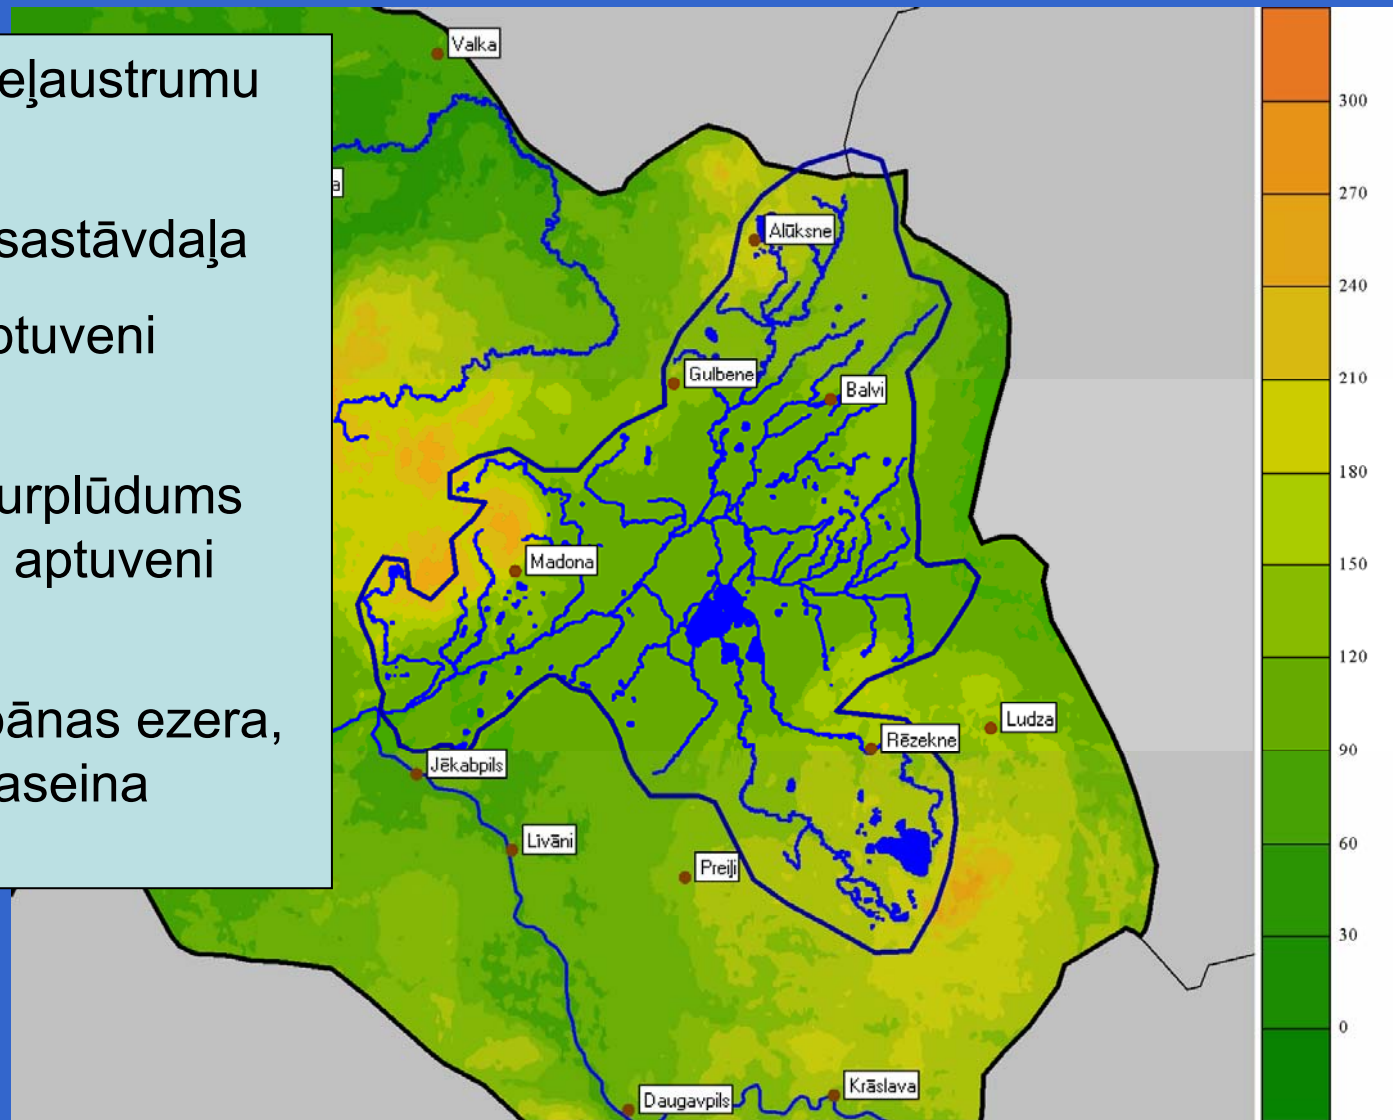 eļaustrumu
sastāvdaļa
otuveni
urplūdums
aptuveni
oānas ezera,
aseina
Valka
a
Alūksne
Gulbene
Balvi
Madona
Ludza
Rēzekne
Jēkabpils
Līvāni
Preiļi
Krāslava
Daugavpils
300
270
240
210
180
150
120
90
60
30
0